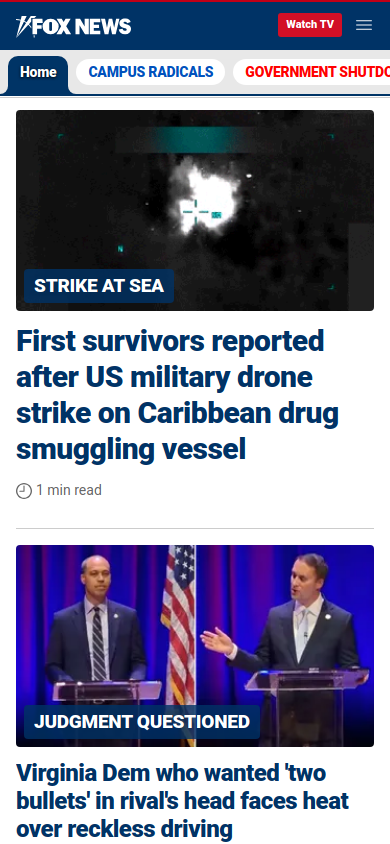 FOX NEWS
Watch TV
Home
CAMPUS RADICALS
GOVERNMENT SHUTDO
STRIKE AT SEA
First survivors reported
after US military drone
strike on Caribbean drug
smuggling vessel
1 min read
JUDGMENT QUESTIONED
Virginia Dem who wanted 'two
bullets' in rival's head faces heat
over reckless driving